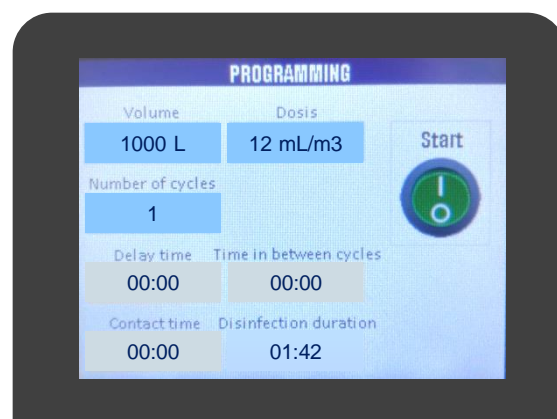 PROGRAMMING
Volume Dosis
1000 L 12 mL/m3
Start
Number of cycles
1
Delay time Time in between cycles
00:00 00:00
Contact time Disinfection duration
00:00 01:42